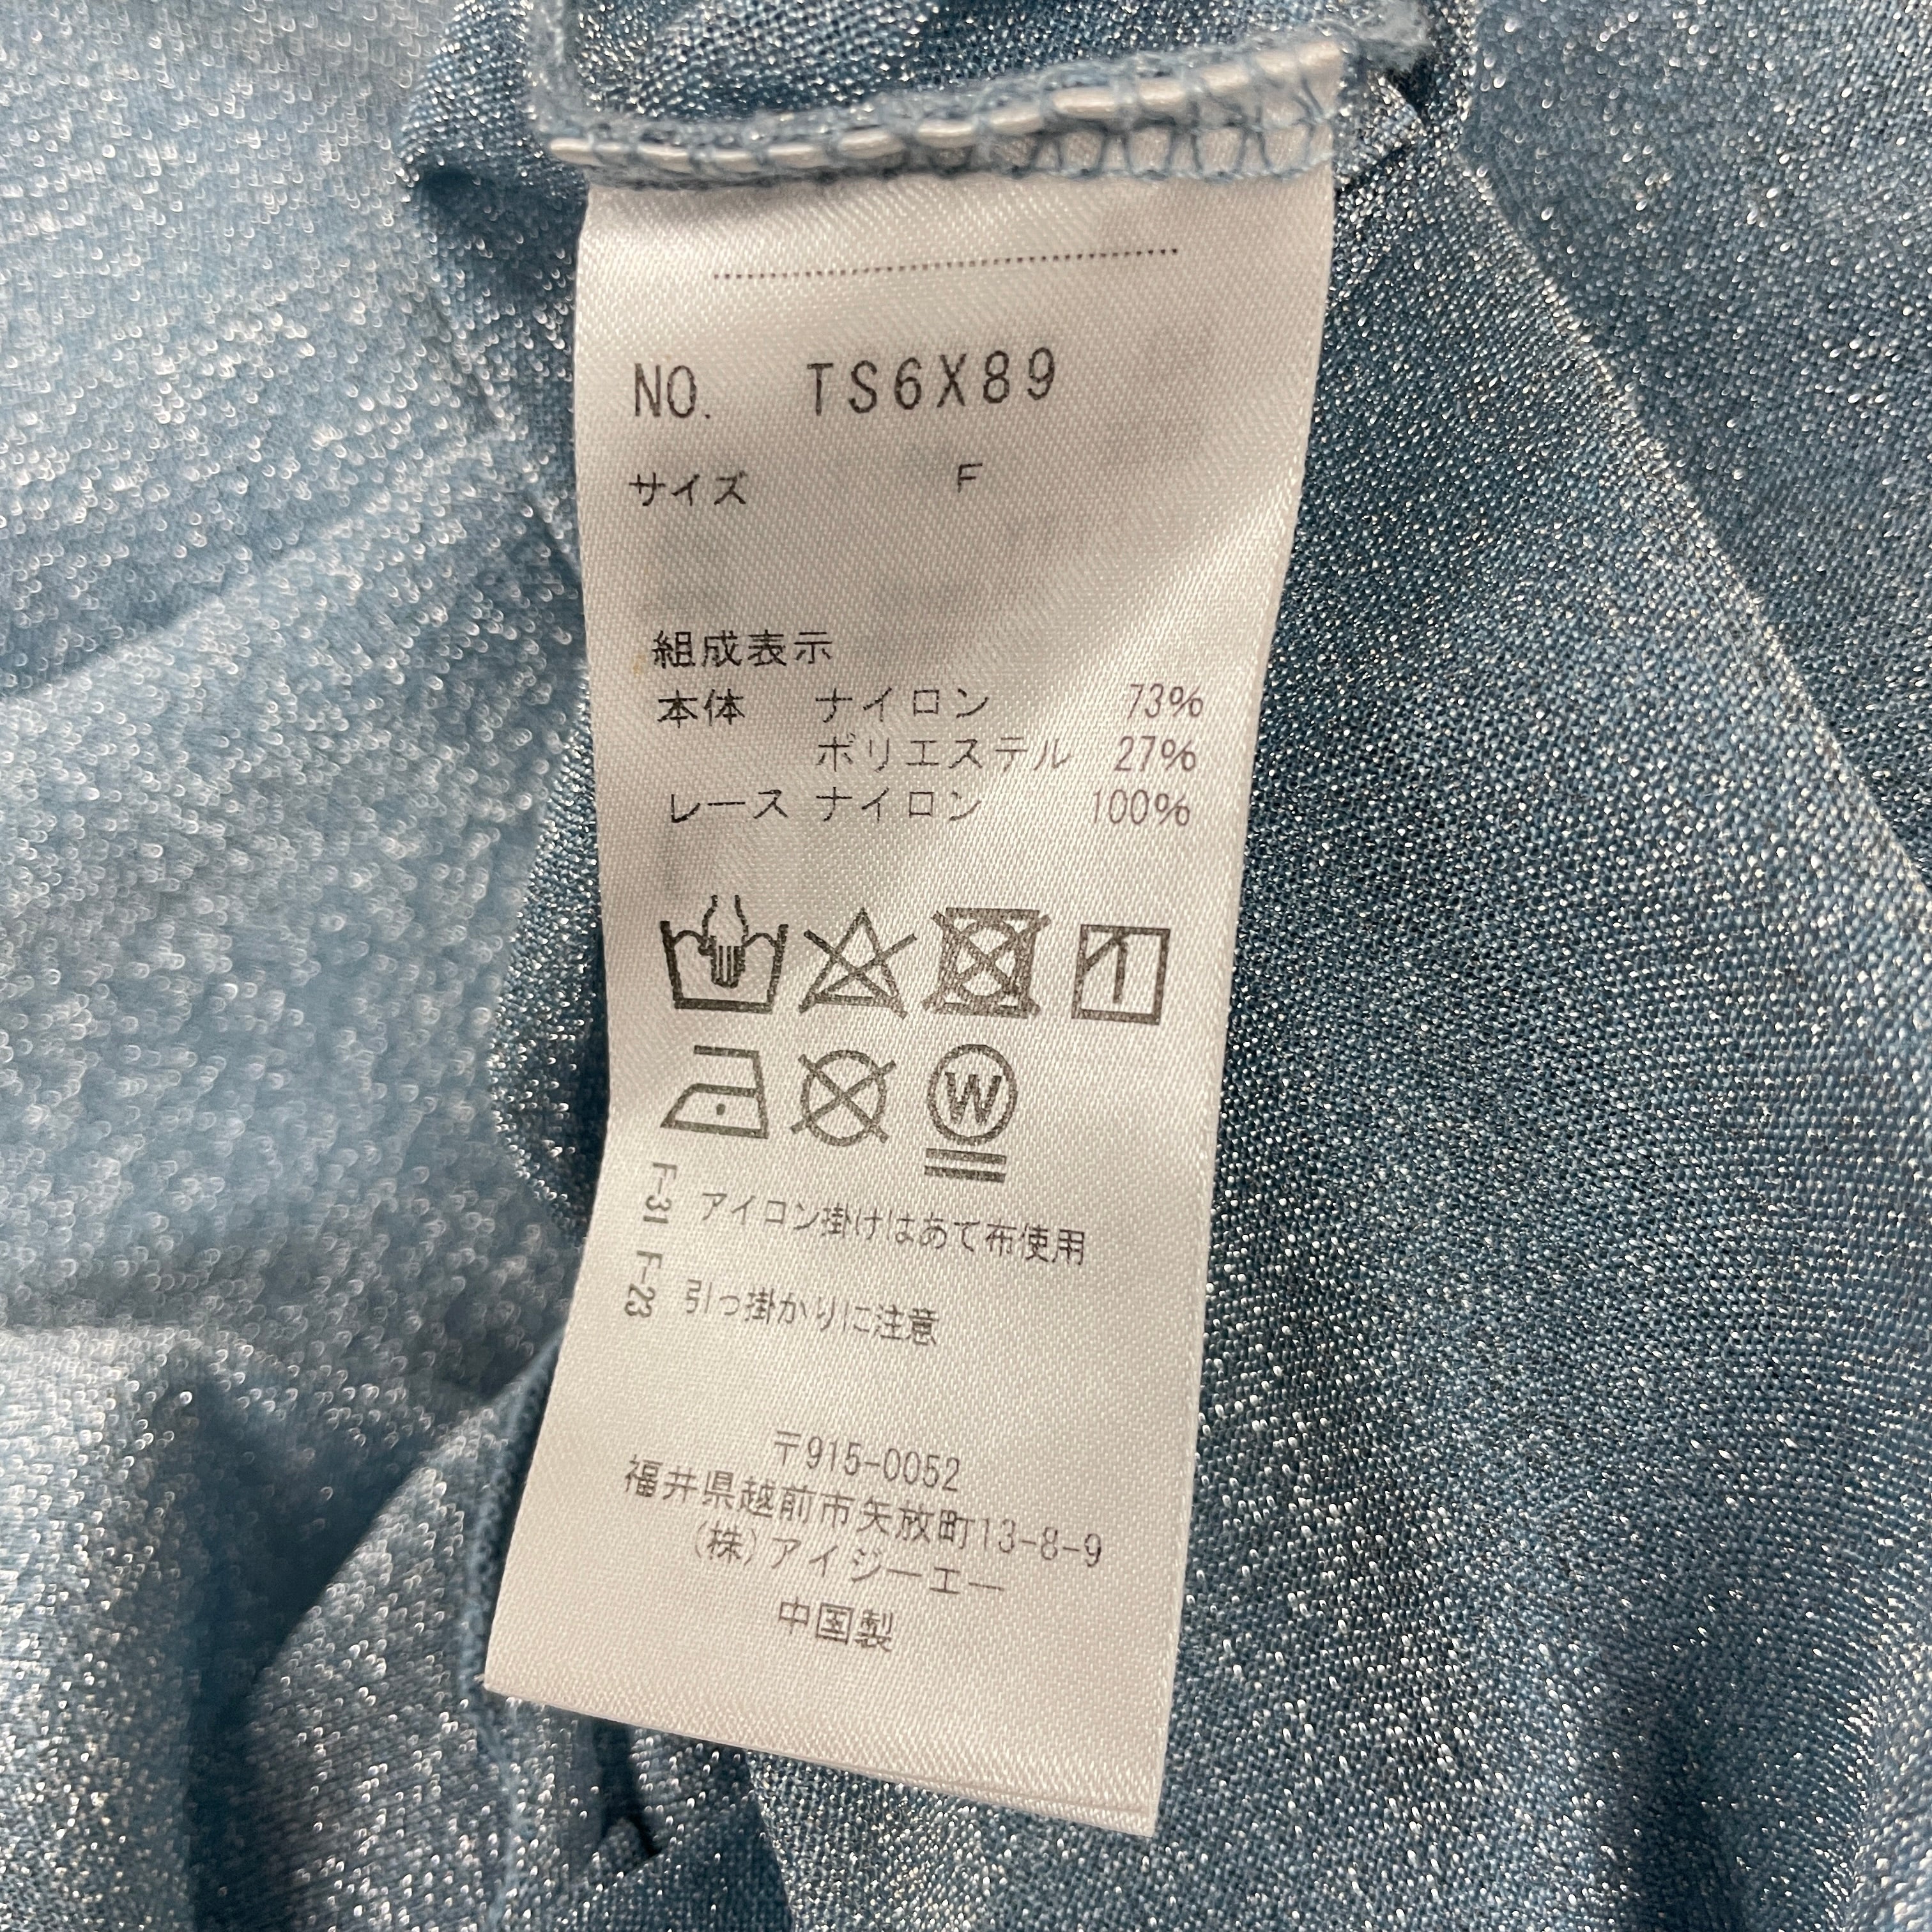 NO. TS6X89
サイズ F
組成表示
本体 ナイロン 73%
ポリエステル 27%
レース ナイロン 100%
W
F-31 アイロン掛けはあて布使用
F-23 引っ掛かりに注意
〒915-0052
福井県越前市矢放町13-8-9
(株)アイジーエー
中国製